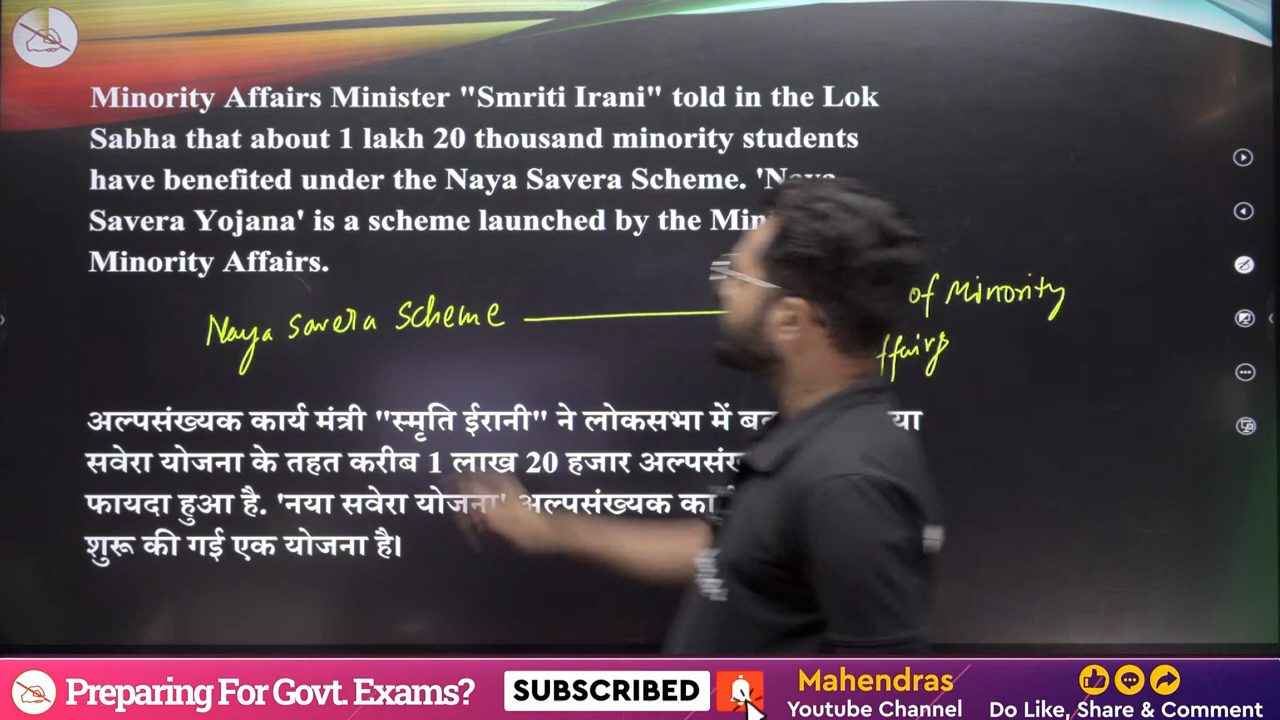 Minority Affairs Minister "Smriti Irani" told in the Lok
Sabha that about 1 lakh 20 thousand minority students
have benefited under the Naya Savera Scheme.
Savera Yojana' is a scheme launched by the
Minority Affairs.
Naya Savera Scheme of Minority
अल्पसंख्यक कार्य मंत्री "स्मृति ईरानी" ने लोकसभा में
सवेरा योजना के तहत करीब 1 लाख 20 हजार
फायदा हुआ है. 'नया सवेरा योजना' अल्पसंख्यक
शुरू की गई एक योजना है।
Preparing For Govt. Exams?
SUBSCRIBED
Mahendras
Youtube Channel
Do Like, Share & Comment